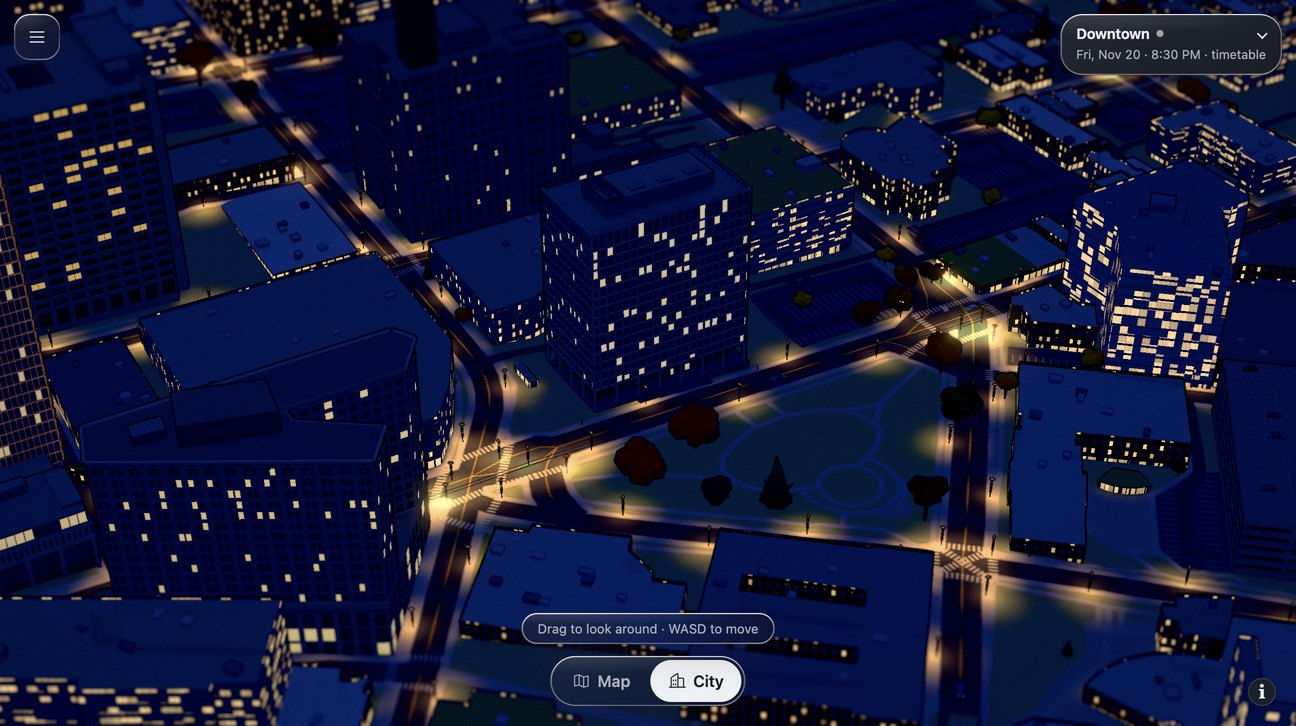 Downtown
Fri, Nov 20 · 8:30 PM · timetable
Drag to look around · WASD to move
Map
City
i